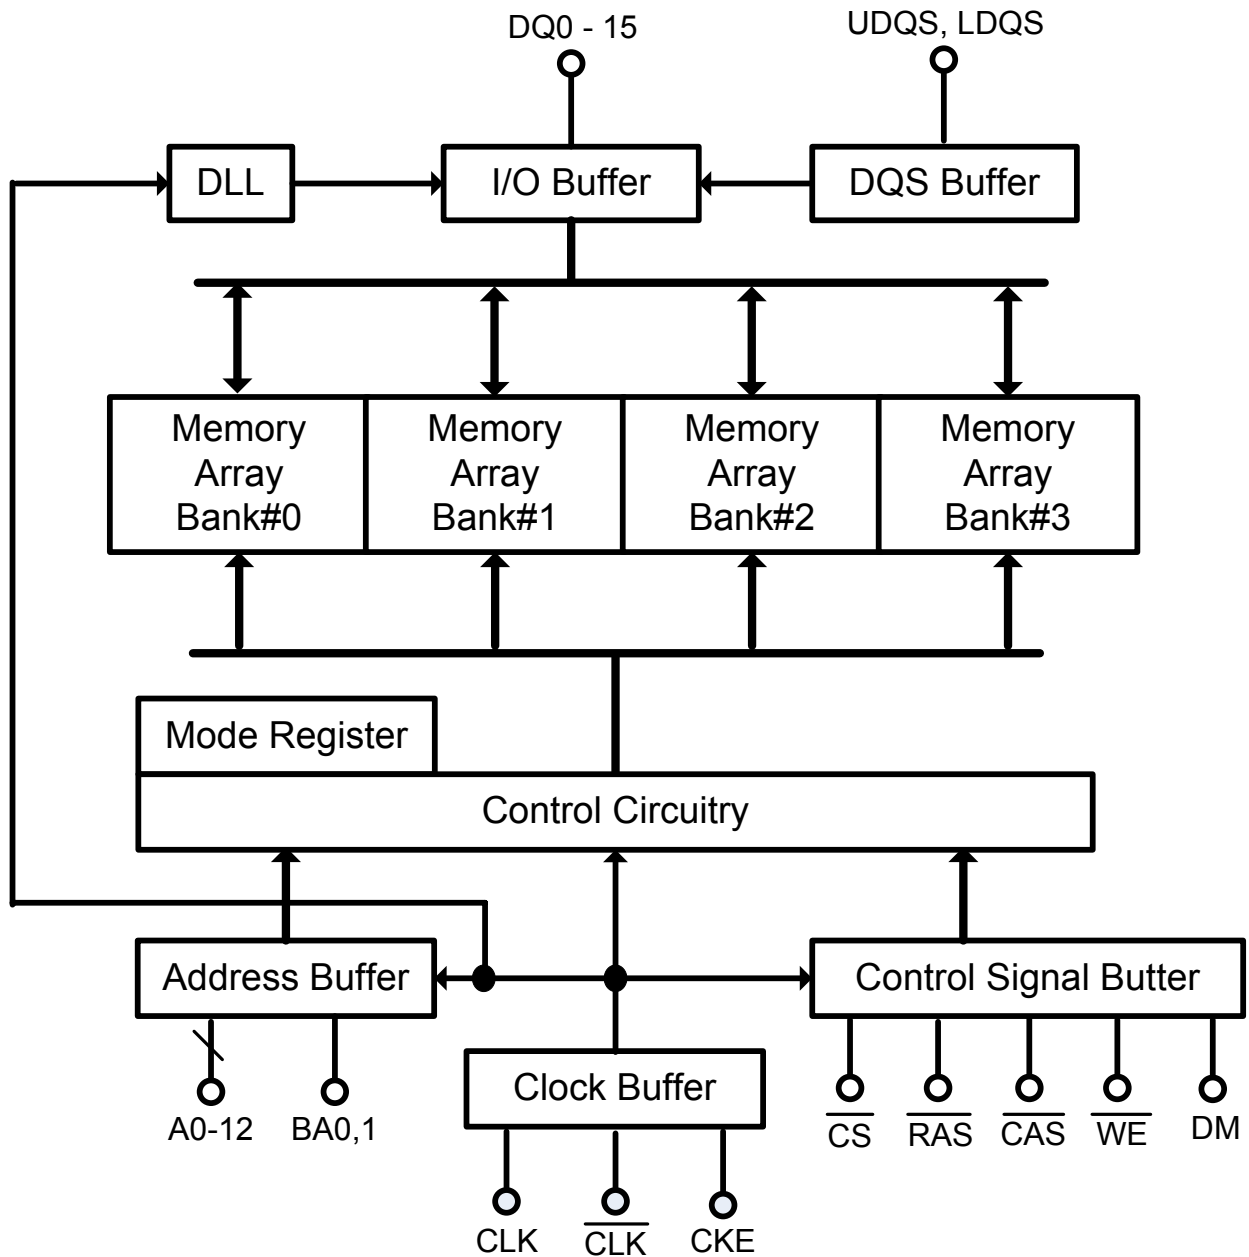 DQ0 - 15
UDQS, LDQS
DLL
I/O Buffer
DQS Buffer
Memory
Array
Bank#0
Memory
Array
Bank#1
Memory
Array
Bank#2
Memory
Array
Bank#3
Mode Register
Control Circuitry
Address Buffer
Control Signal Butter
Clock Buffer
A0-12
BA0,1
CS
RAS
CAS
WE
DM
CLK
CLK
CKE